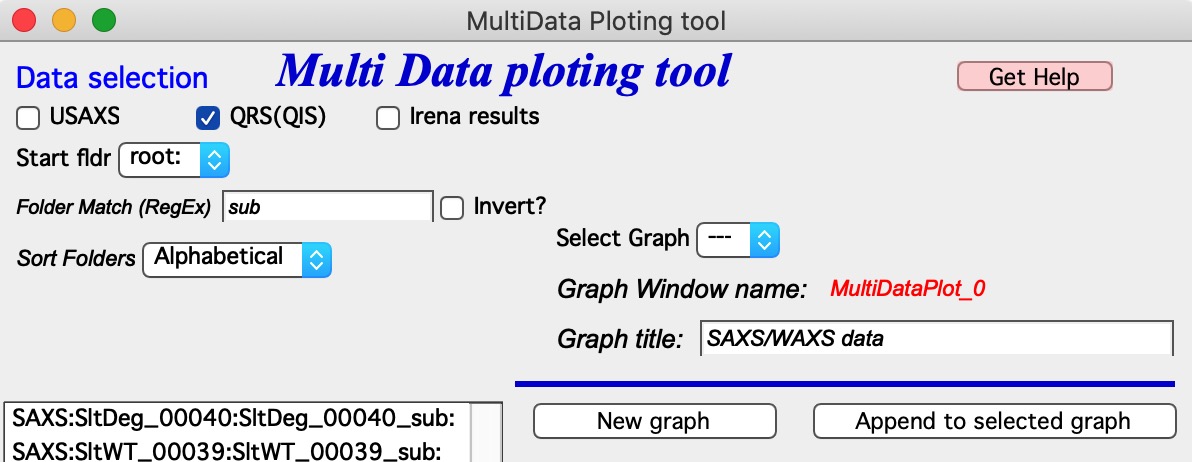 MultiData Ploting tool
Data selection
Multi Data ploting tool
Get Help
USAXS
QRS(QIS)
Irena results
Start fldr root:
Folder Match (RegEx) sub Invert?
Select Graph ---
Sort Folders Alphabetical
Graph Window name: MultiDataPlot_0
Graph title: SAXS/WAXS data
SAXS:SltDeg_00040:SltDeg_00040_sub:
SAXS:SltWT_00039:SltWT_00039_sub:
New graph
Append to selected graph